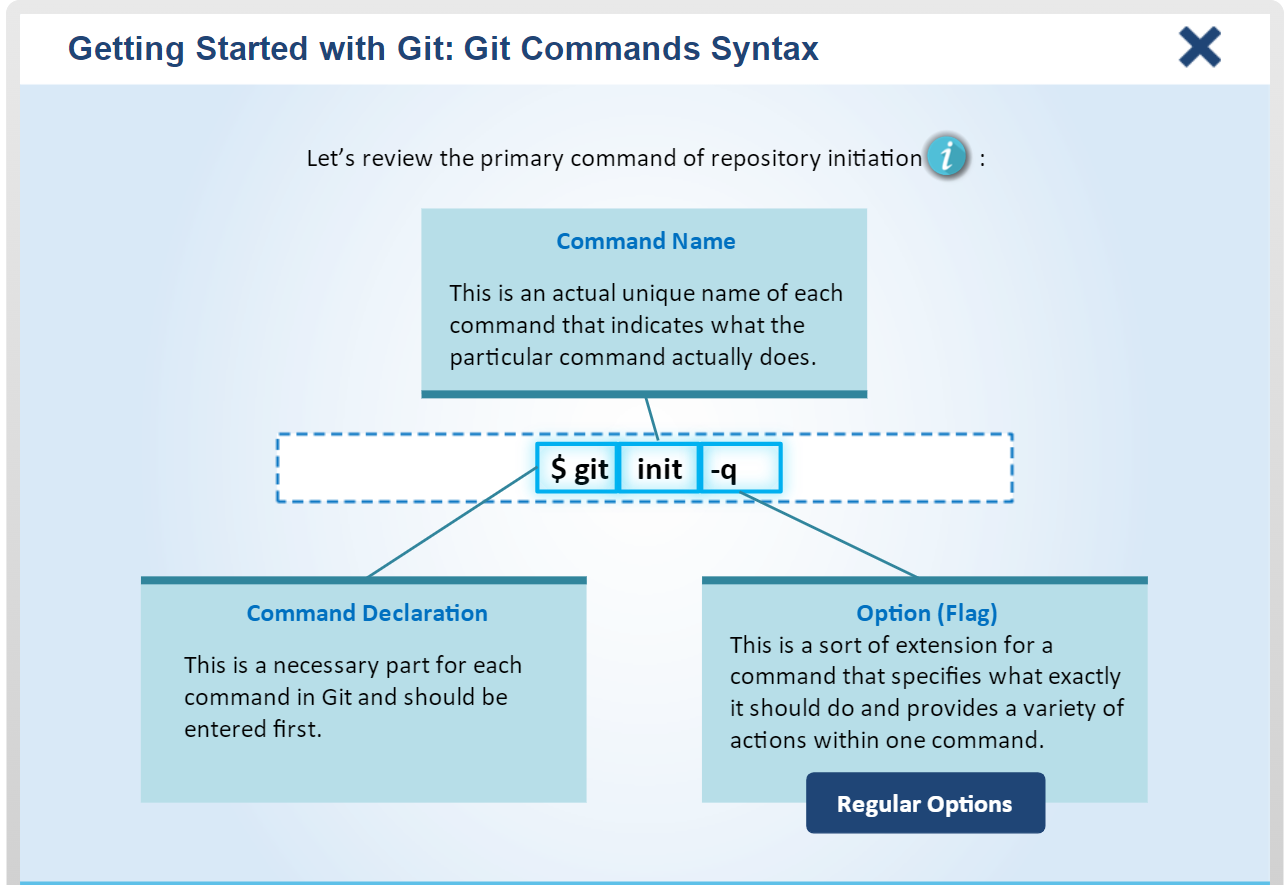 Getting Started with Git: Git Commands Syntax
Let’s review the primary command of repository initiation i :
Command Name
This is an actual unique name of each
command that indicates what the
particular command actually does.
$ git init -q
Command Declaration
This is a necessary part for each
command in Git and should be
entered first.
Option (Flag)
This is a sort of extension for a
command that specifies what exactly
it should do and provides a variety of
actions within one command.
Regular Options